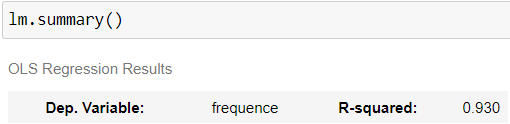 lm.summary()
OLS Regression Results
Dep. Variable: frequence R-squared: 0.930